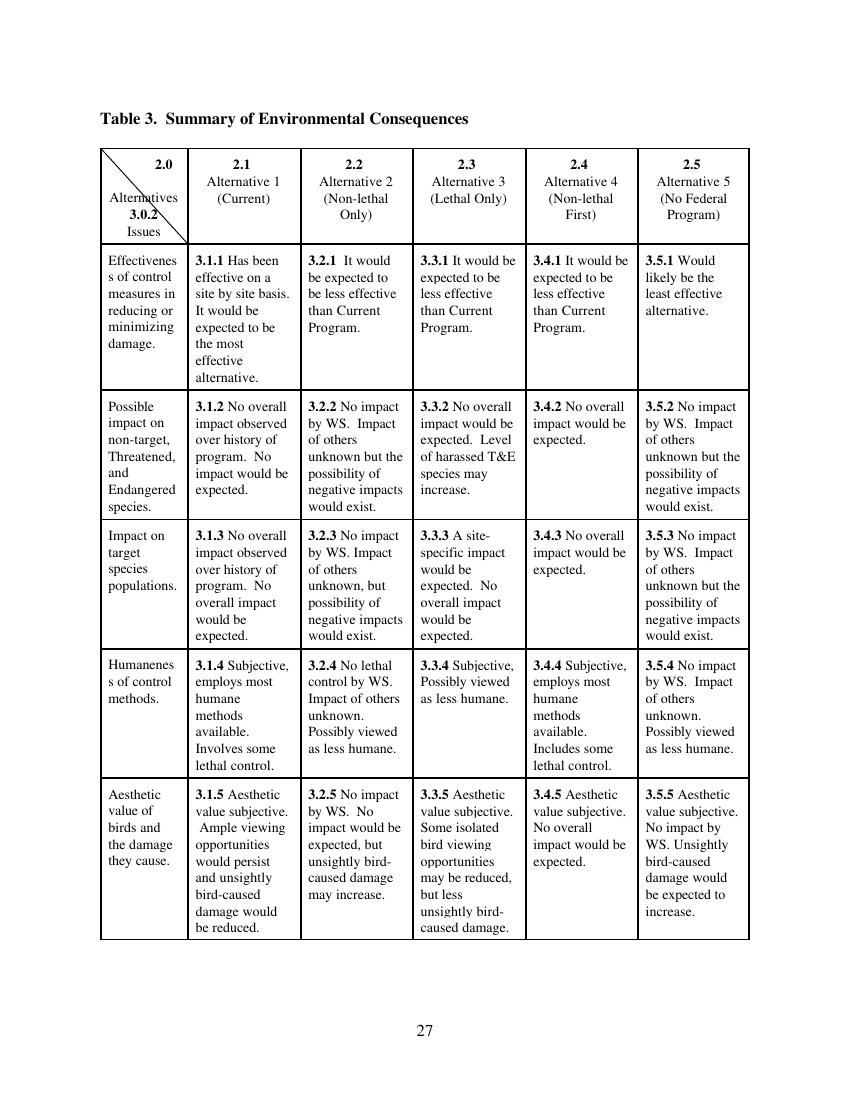 Table 3.  Summary of Environmental Consequences
2.0
Alternatives
3.0.2
Issues
2.1
Alternative 1
(Current)
2.2
Alternative 2
(Non-lethal
Only)
2.3
Alternative 3
(Lethal Only)
2.4
Alternative 4
(Non-lethal
First)
2.5
Alternative 5
(No Federal
Program)
Effectivenes
s of control
measures in
reducing or
minimizing
damage.
3.1.1 Has been
effective on a
site by site basis.
It would be
expected to be
the most
effective
alternative.
3.2.1  It would
be expected to
be less effective
than Current
Program.
3.3.1 It would be
expected to be
less effective
than Current
Program.
3.4.1 It would be
expected to be
less effective
than Current
Program.
3.5.1 Would
likely be the
least effective
alternative.
Possible
impact on
non-target,
Threatened,
and
Endangered
species.
3.1.2 No overall
impact observed
over history of
program.  No
impact would be
expected.
3.2.2 No impact
by WS.  Impact
of others
unknown but the
possibility of
negative impacts
would exist.
3.3.2 No overall
impact would be
expected.  Level
of harassed T&E
species may
increase.
3.4.2 No overall
impact would be
expected.
3.5.2 No impact
by WS.  Impact
of others
unknown but the
possibility of
negative impacts
would exist.
Impact on
target
species
populations.
3.1.3 No overall
impact observed
over history of
program.  No
overall impact
would be
expected.
3.2.3 No impact
by WS. Impact
of others
unknown, but
possibility of
negative impacts
would exist.
3.3.3 A site-
specific impact
would be
expected.  No
overall impact
would be
expected.
3.4.3 No overall
impact would be
expected.
3.5.3 No impact
by WS.  Impact
of others
unknown but the
possibility of
negative impacts
would exist.
Humanenes
s of control
methods.
3.1.4 Subjective,
employs most
humane
methods
available.
Involves some
lethal control.
3.2.4 No lethal
control by WS.
Impact of others
unknown.
Possibly viewed
as less humane.
3.3.4 Subjective,
Possibly viewed
as less humane.
3.4.4 Subjective,
employs most
humane
methods
available.
Includes some
lethal control.
3.5.4 No impact
by WS.  Impact
of others
unknown.
Possibly viewed
as less humane.
Aesthetic
value of
birds and
the damage
they cause.
3.1.5 Aesthetic
value subjective.
Ample viewing
opportunities
would persist
and unsightly
bird-caused
damage would
be reduced.
3.2.5 No impact
by WS.  No
impact would be
expected, but
unsightly bird-
caused damage
may increase.
3.3.5 Aesthetic
value subjective.
Some isolated
bird viewing
opportunities
may be reduced,
but less
unsightly bird-
caused damage.
3.4.5 Aesthetic
value subjective.
No overall
impact would be
expected.
3.5.5 Aesthetic
value subjective.
No impact by
WS. Unsightly
bird-caused
damage would
be expected to
increase.
27